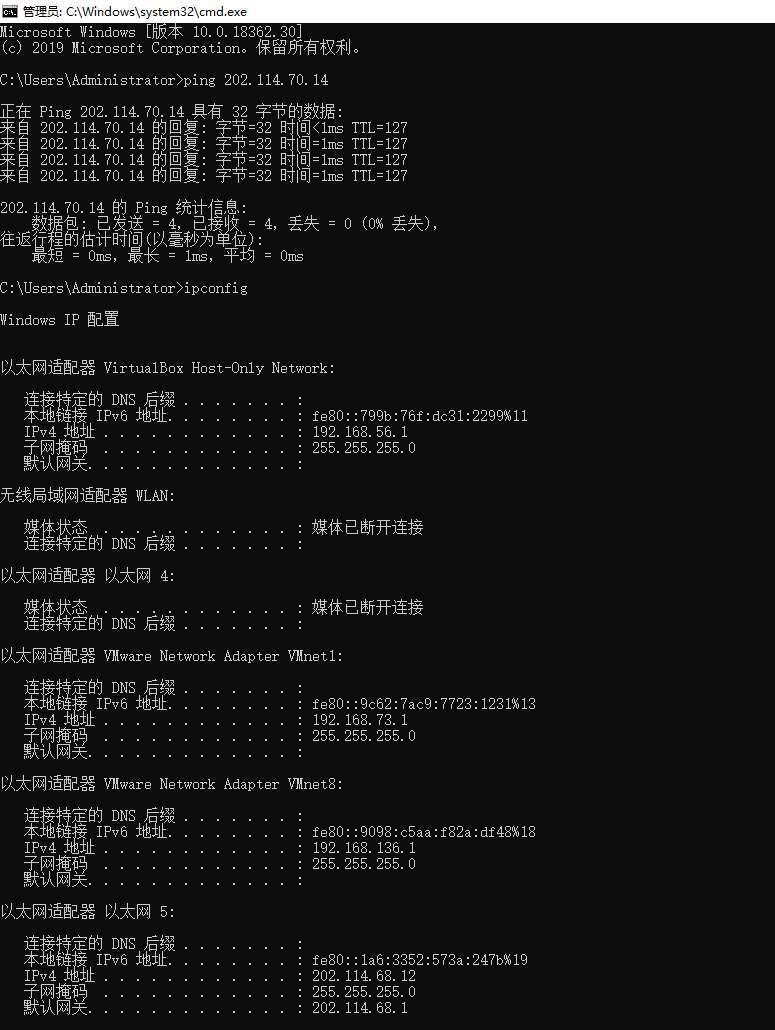 管理员: C:\Windows\system32\cmd.exe
Microsoft Windows [版本 10.0.18362.30]
(c) 2019 Microsoft Corporation。保留所有权利。
C:\Users\Administrator>ping 202.114.70.14
正在 Ping 202.114.70.14 具有 32 字节的数据:
来自 202.114.70.14 的回复: 字节=32 时间<1ms TTL=127
来自 202.114.70.14 的回复: 字节=32 时间=1ms TTL=127
来自 202.114.70.14 的回复: 字节=32 时间=1ms TTL=127
来自 202.114.70.14 的回复: 字节=32 时间=1ms TTL=127
202.114.70.14 的 Ping 统计信息:
数据包: 已发送 = 4，已接收 = 4，丢失 = 0 (0% 丢失)，
往返行程的估计时间(以毫秒为单位):
最短 = 0ms，最长 = 1ms，平均 = 0ms
C:\Users\Administrator>ipconfig
Windows IP 配置
以太网适配器 VirtualBox Host-Only Network:
连接特定的 DNS 后缀 . . . . . . . :
本地链接 IPv6 地址. . . . . . . . : fe80::799b:76f:dc31:2299%11
IPv4 地址 . . . . . . . . . . . . : 192.168.56.1
子网掩码  . . . . . . . . . . . . : 255.255.255.0
默认网关. . . . . . . . . . . . . :
无线局域网适配器 WLAN:
媒体状态  . . . . . . . . . . . . : 媒体已断开连接
连接特定的 DNS 后缀 . . . . . . . :
以太网适配器 以太网 4:
媒体状态  . . . . . . . . . . . . : 媒体已断开连接
连接特定的 DNS 后缀 . . . . . . . :
以太网适配器 VMware Network Adapter VMnet1:
连接特定的 DNS 后缀 . . . . . . . :
本地链接 IPv6 地址. . . . . . . . : fe80::9c62:7ac9:7723:1231%13
IPv4 地址 . . . . . . . . . . . . : 192.168.73.1
子网掩码  . . . . . . . . . . . . : 255.255.255.0
默认网关. . . . . . . . . . . . . :
以太网适配器 VMware Network Adapter VMnet8:
连接特定的 DNS 后缀 . . . . . . . :
本地链接 IPv6 地址. . . . . . . . : fe80::9098:c5aa:f82a:df48%18
IPv4 地址 . . . . . . . . . . . . : 192.168.136.1
子网掩码  . . . . . . . . . . . . : 255.255.255.0
默认网关. . . . . . . . . . . . . :
以太网适配器 以太网 5:
连接特定的 DNS 后缀 . . . . . . . :
本地链接 IPv6 地址. . . . . . . . : fe80::1a6:3352:573a:247b%19
IPv4 地址 . . . . . . . . . . . . : 202.114.68.12
子网掩码  . . . . . . . . . . . . : 255.255.255.0
默认网关. . . . . . . . . . . . . : 202.114.68.1